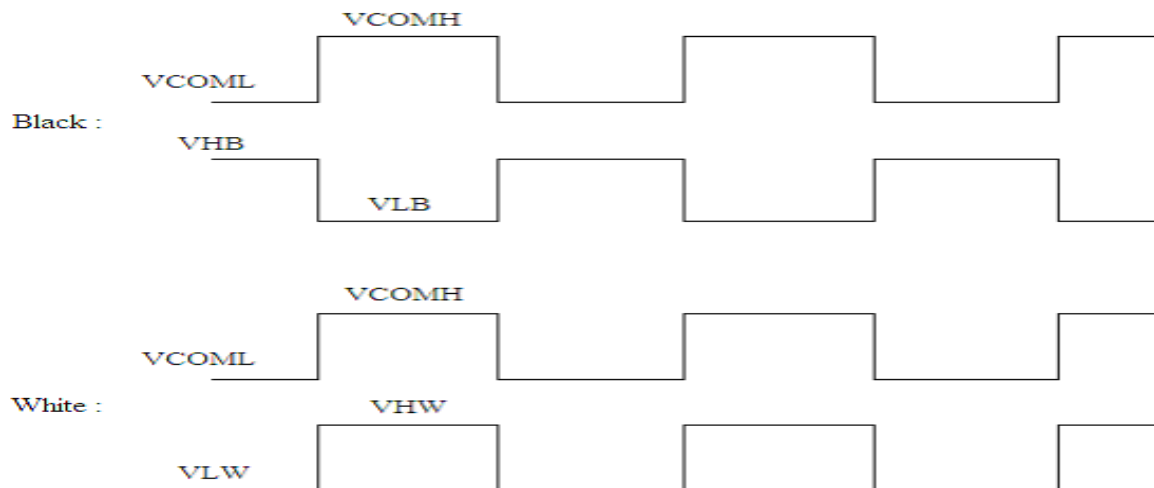 VCOMH
VCOML
Black :
VHB
VLB
VCOMH
VCOML
White :
VHW
VLW